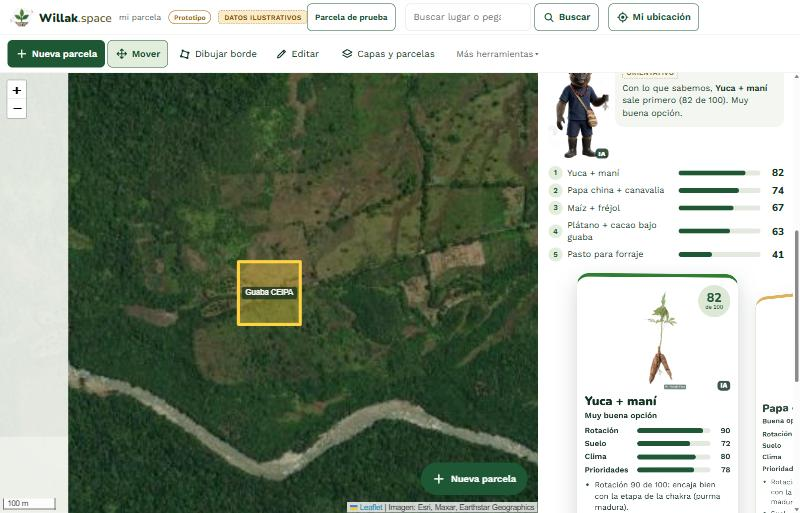 Willak.space mi parcela Prototipo DATOS ILUSTRATIVOS Parcela de prueba Buscar lugar o pega Buscar Mi ubicación
+ Nueva parcela Mover Dibujar borde Editar Capas y parcelas Más herramientas
+
−
Guaba CEIPA
+ Nueva parcela
100 m
Leaflet | Imagen: Esri, Maxar, Earthstar Geographics
ORIENTATIVO
Con lo que sabemos, Yuca + maní
sale primero (82 de 100). Muy
buena opción.
IA
1 Yuca + maní 82
2 Papa china + canavalia 74
3 Maíz + fréjol 67
4 Plátano + cacao bajo
guaba 63
5 Pasto para forraje 41
82
de 100
IA
Yuca + maní
Muy buena opción
Rotación 90
Suelo 72
Clima 80
Prioridades 78
• Rotación 90 de 100: encaja bien
con la etapa de la chakra (purma
madura).
Papa
Buena op
Rotación
Suelo
Clima
Prioridad
• Rotaci
con la
madur